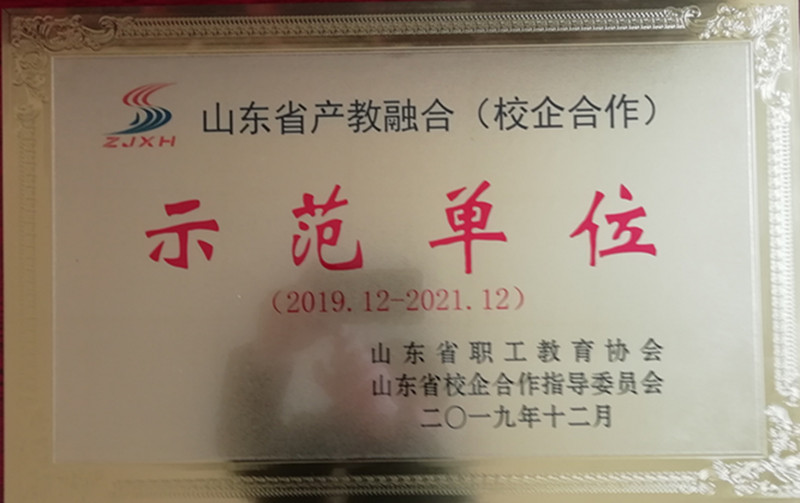 ZJXH
山东省产教融合（校企合作）
示范单位
（2019.12-2021.12）
山东省职工教育协会
山东省校企合作指导委员会
二〇一九年十二月